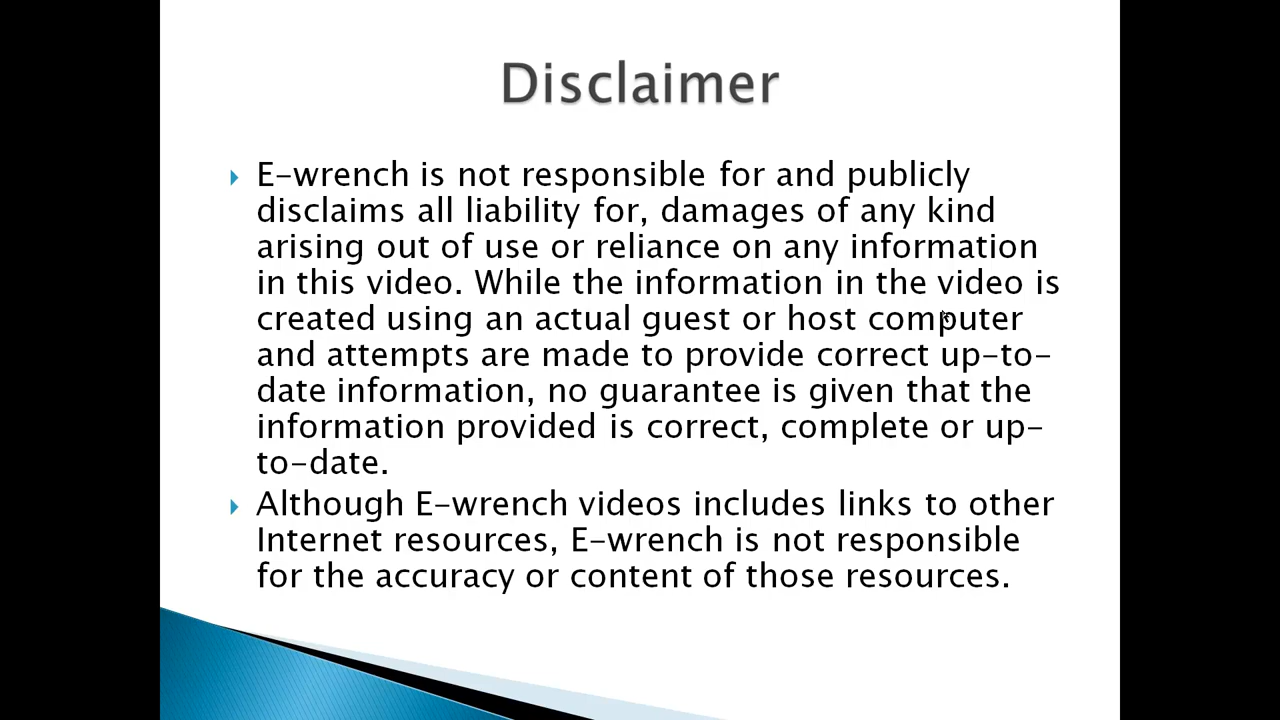 Disclaimer
E-wrench is not responsible for and publicly
disclaims all liability for, damages of any kind
arising out of use or reliance on any information
in this video. While the information in the video is
created using an actual guest or host computer
and attempts are made to provide correct up-to-
date information, no guarantee is given that the
information provided is correct, complete or up-
to-date.
Although E-wrench videos includes links to other
Internet resources, E-wrench is not responsible
for the accuracy or content of those resources.